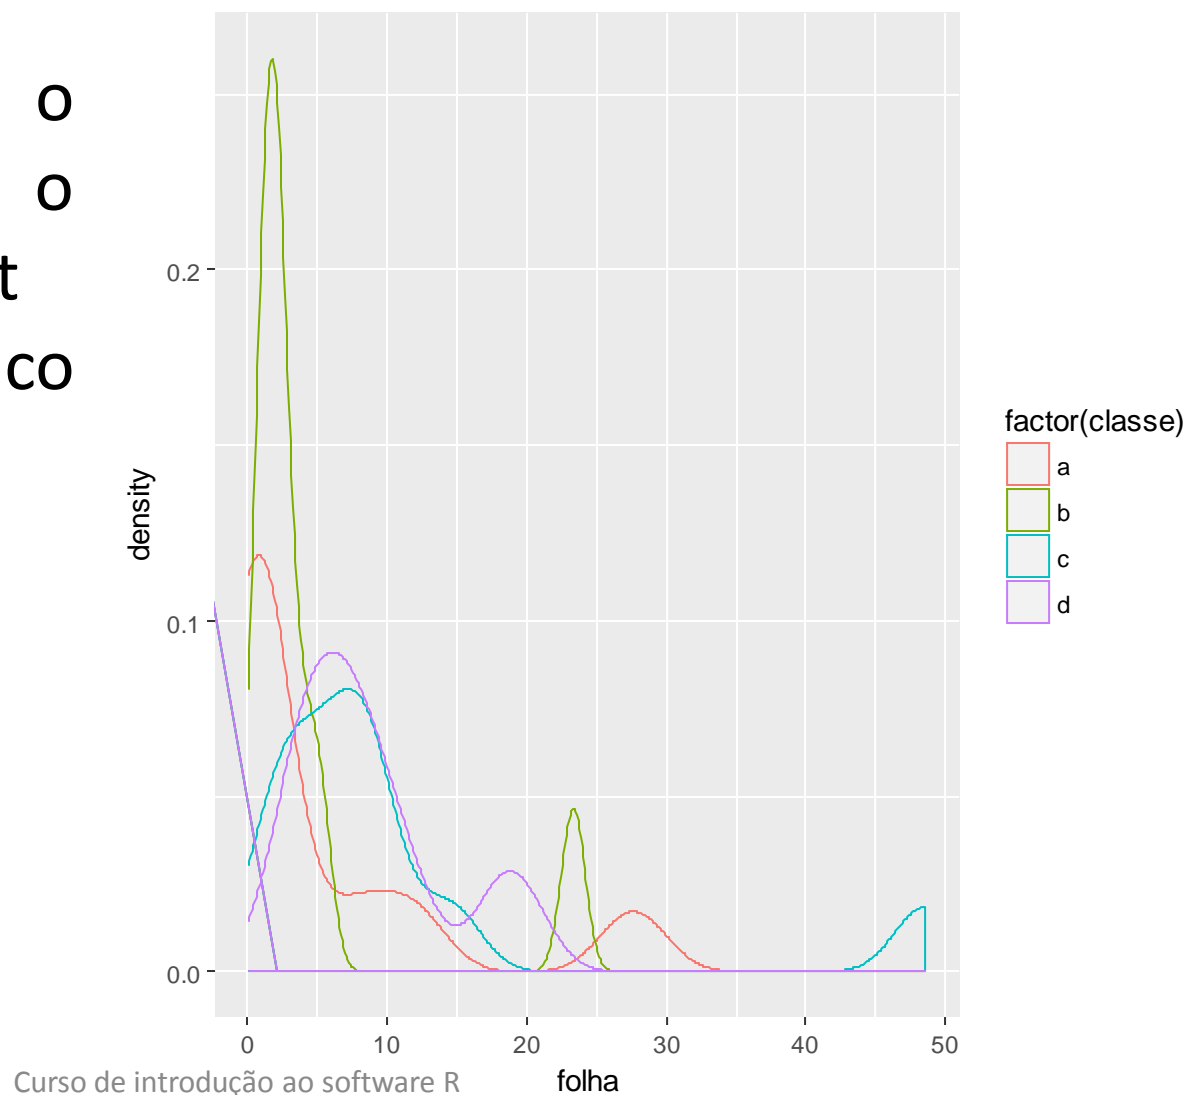 o
o
t
co
density
0.2
0.1
0.0
0 10 20 30 40 50
folha
factor(classe)
a
b
c
d
Curso de introdução ao software R